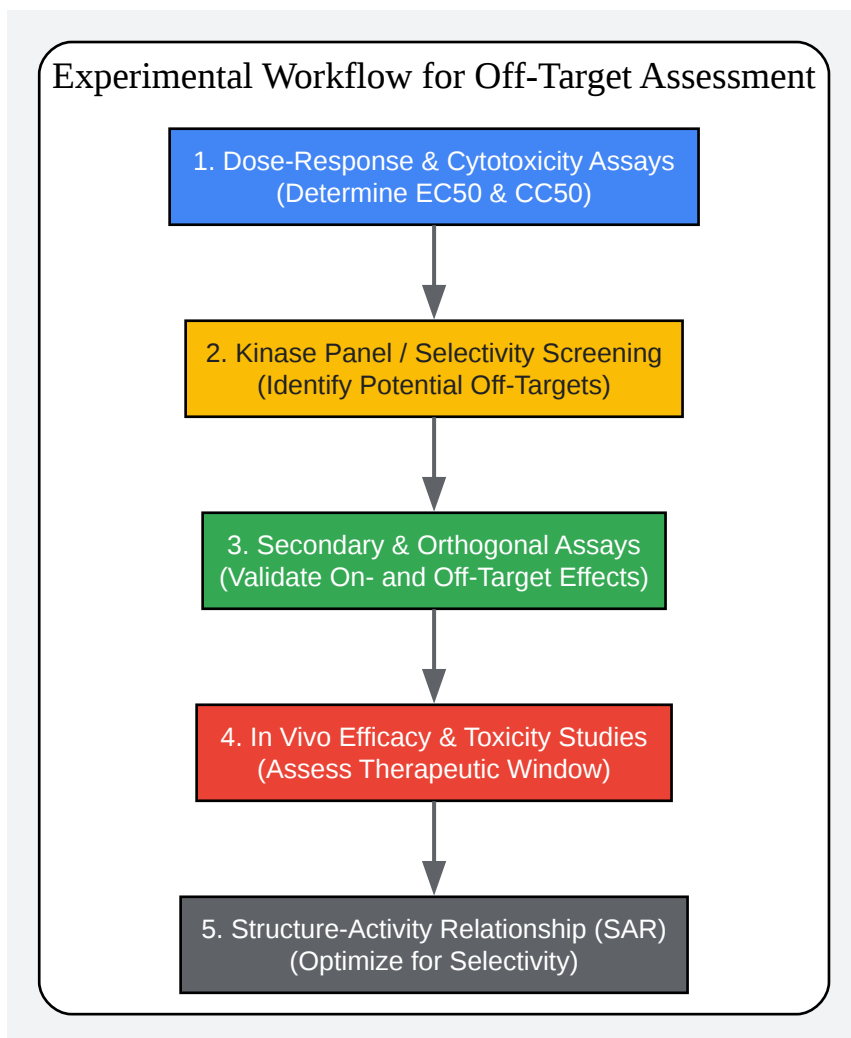 Experimental Workflow for Off-Target Assessment
1. Dose-Response & Cytotoxicity Assays
(Determine EC50 & CC50)
2. Kinase Panel / Selectivity Screening
(Identify Potential Off-Targets)
3. Secondary & Orthogonal Assays
(Validate On- and Off-Target Effects)
4. In Vivo Efficacy & Toxicity Studies
(Assess Therapeutic Window)
5. Structure-Activity Relationship (SAR)
(Optimize for Selectivity)